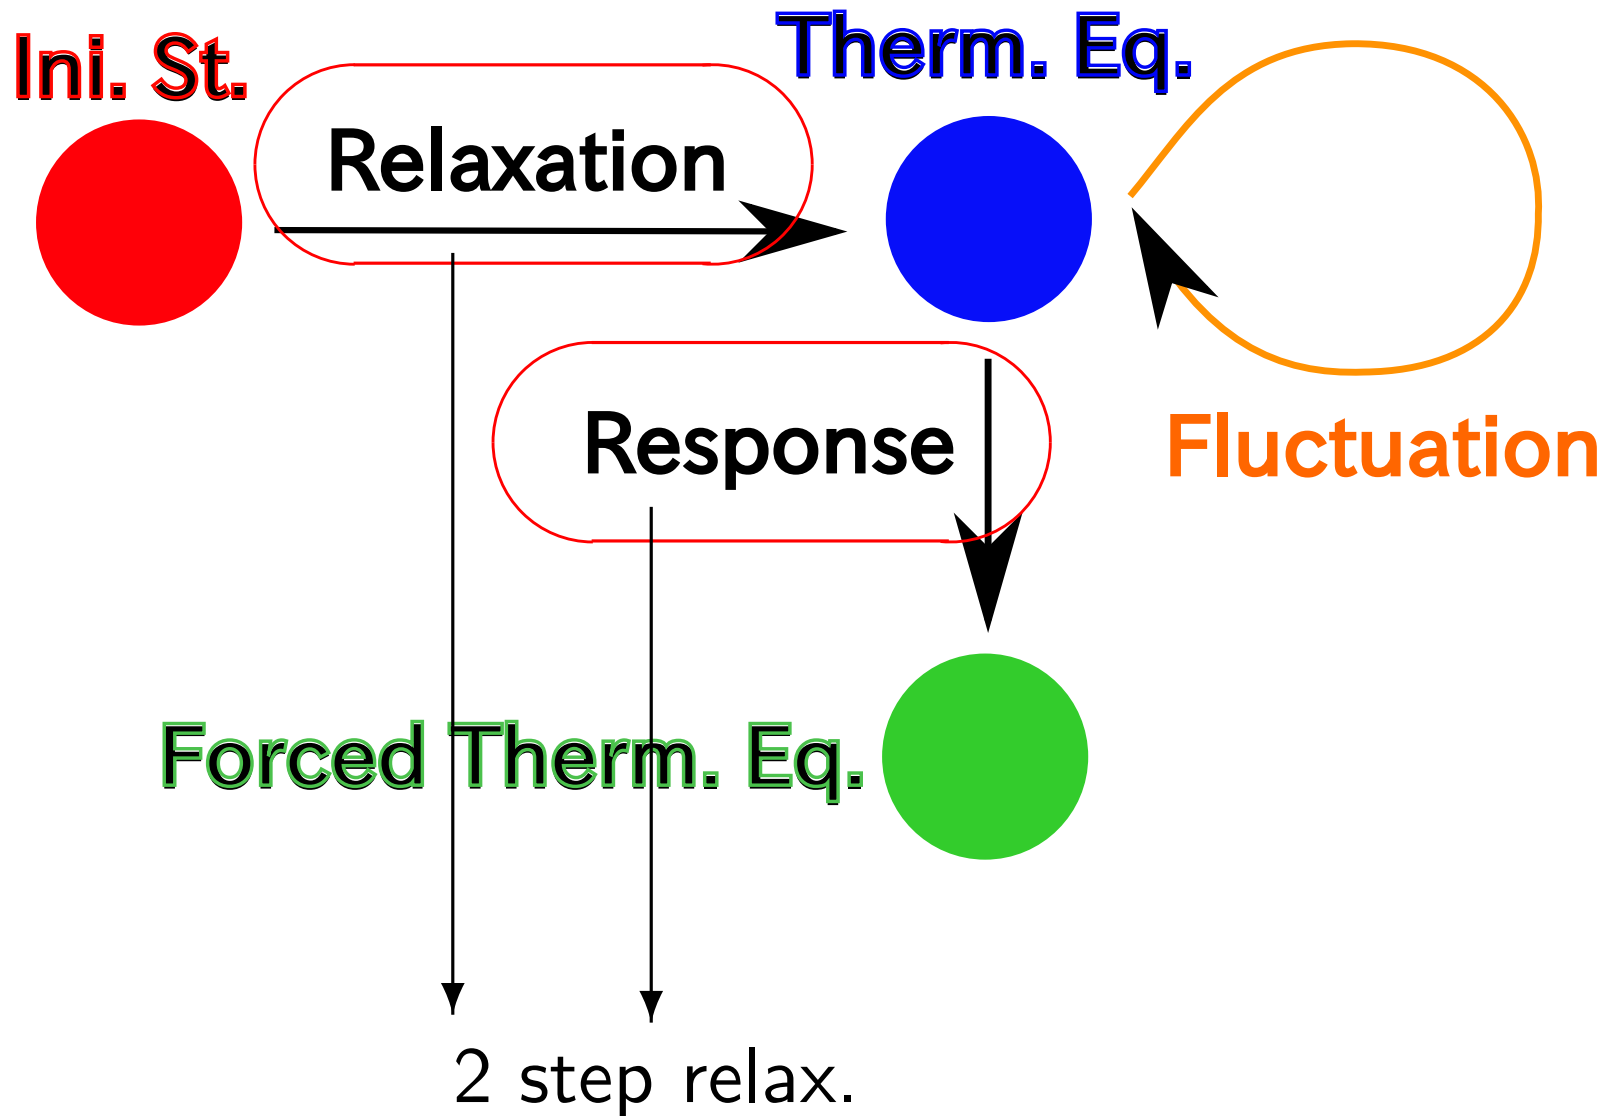 Ini. St.
Therm. Eq.
Relaxation
Response
Fluctuation
Forced Therm. Eq.
2 step relax.